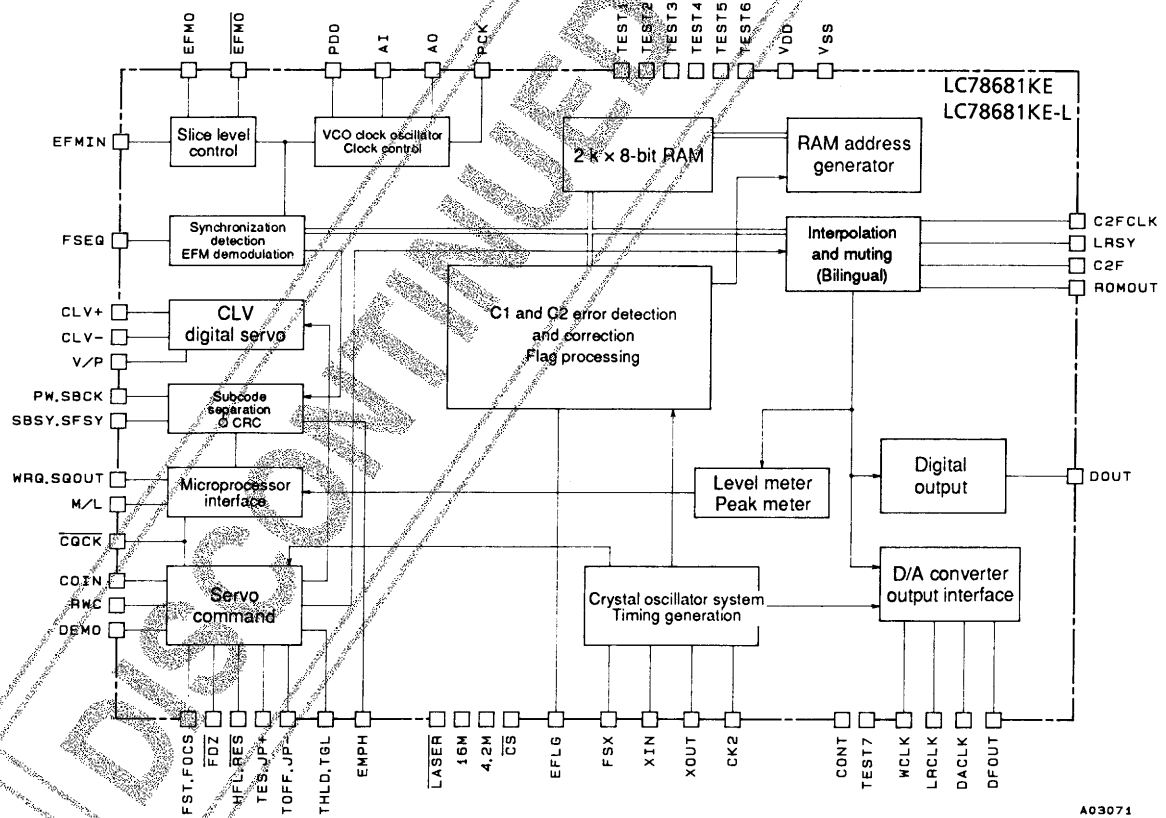 EFMO
EFMO
PDO
AI
AO
PCK
TEST1
TEST2
TEST3
TEST4
TEST5
TEST6
VDD
VSS
LC78681KE
LC78681KE-L
EFMIN
Slice level
control
VCO clock oscillator
Clock control
2 k × 8-bit RAM
RAM address
generator
FSEQ
Synchronization
detection
EFM demodulation
Interpolation
and muting
(Bilingual)
C2FCLK
LRSY
C2F
ROMOUT
CLV+
CLV-
V/P
CLV
digital servo
C1 and C2 error detection
and correction
Flag processing
PW.SBCK
SBSY.SFSY
Subcode
separation
Q CRC
WRQ.SQOUT
M/L
Microprocessor
interface
Level meter
Peak meter
Digital
output
DOUT
CQCK
COIN
RWC
DEMO
Servo
command
Crystal oscillator system
Timing generation
D/A converter
output interface
FST.FOCS
FDZ
HFL.RES
TES.JP+
TOFF.JP-
THLD.TGL
EMPH
LASER
16M
4.2M
CS
EFLG
FSX
XIN
XOUT
CK2
CONT
TEST7
WCLK
LRCLK
DACLK
DFOUT
A03071
DISCONTINUED